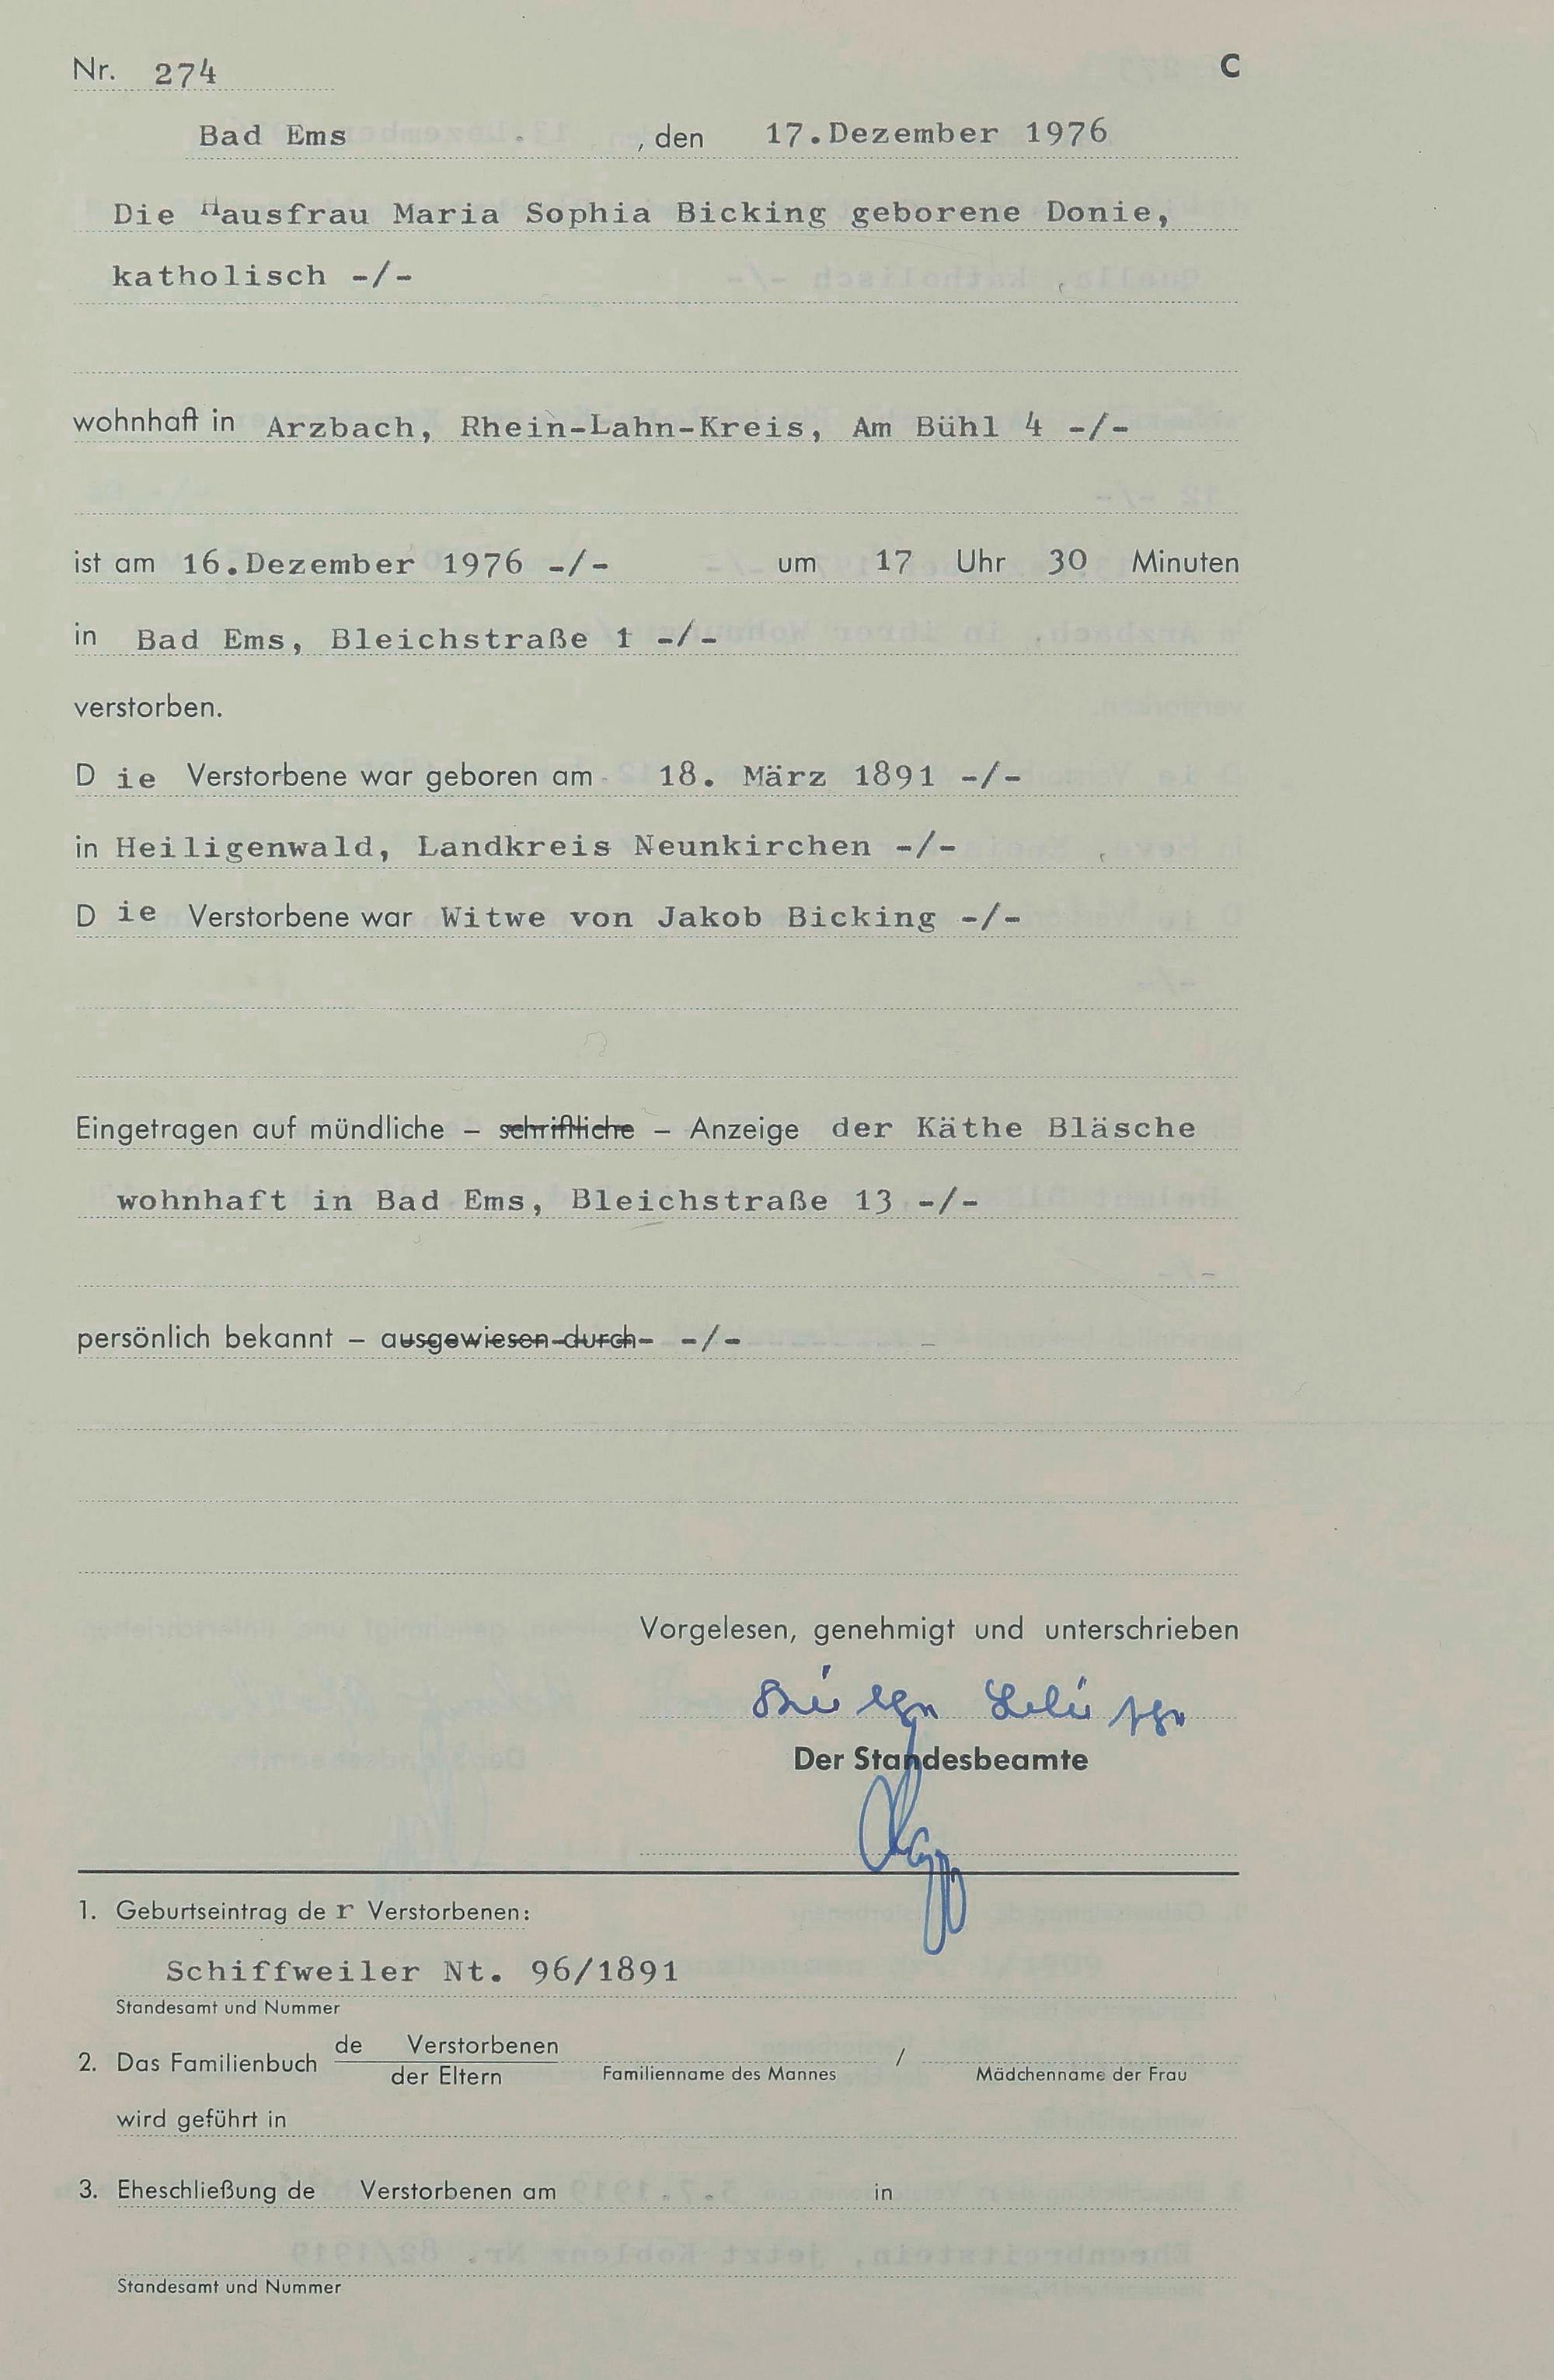 Nr. 274 C
Bad Ems , den 17.Dezember 1976
Die Hausfrau Maria Sophia Bicking geborene Donie,
katholisch -/-
wohnhaft in Arzbach, Rhein-Lahn-Kreis, Am Bühl 4 -/-
ist am 16.Dezember 1976 -/- um 17 Uhr 30 Minuten
in Bad Ems, Bleichstraße 1 -/-
verstorben.
D ie Verstorbene war geboren am 18. März 1891 -/-
in Heiligenwald, Landkreis Neunkirchen -/-
D ie Verstorbene war Witwe von Jakob Bicking -/-
Eingetragen auf mündliche – schriftliche – Anzeige der Käthe Bläsche
wohnhaft in Bad Ems, Bleichstraße 13 -/-
persönlich bekannt – ausgewiesen durch- -/-
Vorgelesen, genehmigt und unterschrieben
Der Standesbeamte
1. Geburtseintrag de r Verstorbenen:
Schiffweiler Nt. 96/1891
Standesamt und Nummer
2. Das Familienbuch de Verstorbenen
der Eltern Familienname des Mannes / Mädchenname der Frau
wird geführt in
3. Eheschließung de Verstorbenen am in
Standesamt und Nummer